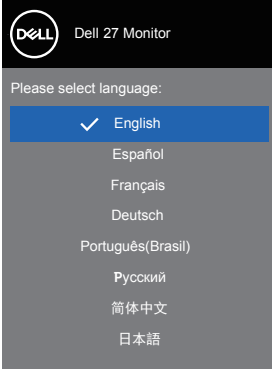 DELL
Dell 27 Monitor
Please select language:
English
Español
Français
Deutsch
Português(Brasil)
Русский
简体中文
日本語